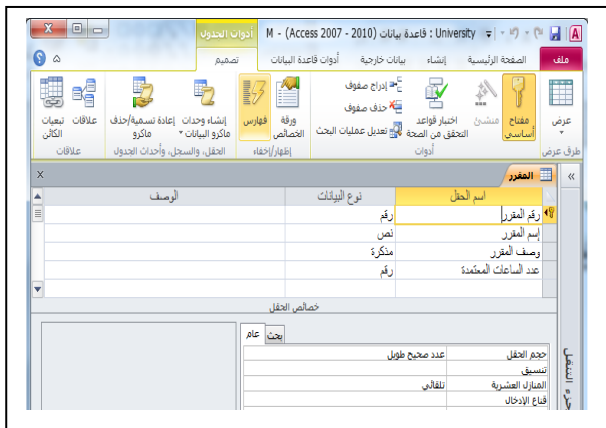 University : قاعدة بيانات (Access 2007 - 2010) - M
أدوات الجدول
ملف
الصفحة الرئيسية
إنشاء
بيانات خارجية
أدوات قاعدة البيانات
تصميم
عرض
مفتاح أساسي
منشئ
اختبار قواعد التحقق من الصحة
إدراج صفوف
حذف صفوف
تعديل عمليات البحث
ورقة الخصائص
فهارس
إنشاء وحدات ماكرو البيانات
إعادة تسمية/حذف ماكرو
علاقات
تبعيات الكائن
طرق عرض
أدوات
إظهار/إخفاء
الحقل، والسجل، وأحداث الجدول
علاقات
المقرر
اسم الحقل
نوع البيانات
الوصف
رقم المقرر
رقم
إسم المقرر
نص
وصف المقرر
مذكرة
عدد الساعات المعتمدة
رقم
خصائص الحقل
عام
بحث
حجم الحقل
عدد صحيح طويل
تنسيق
المنازل العشرية
تلقائي
قناع الإدخال
جزء التنقل